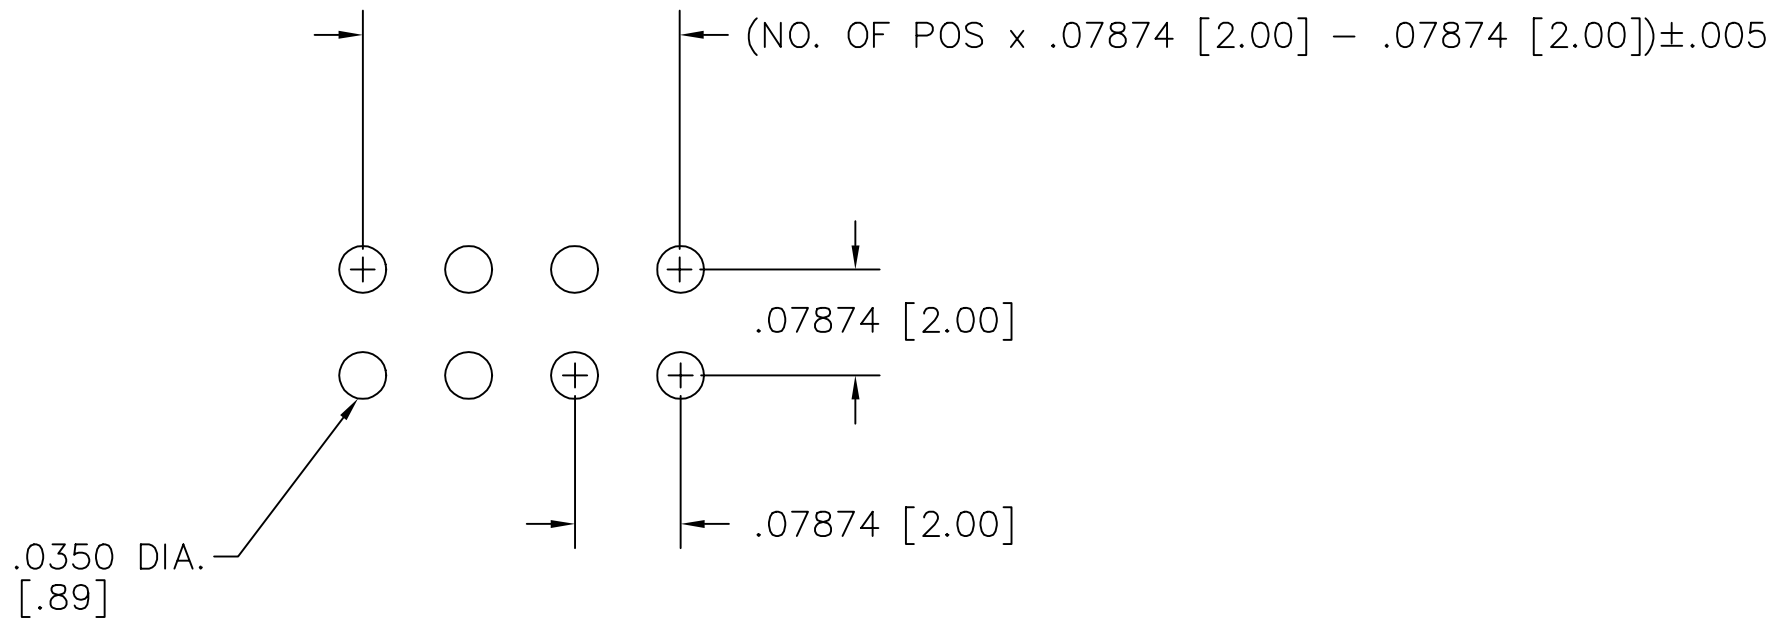 (NO. OF POS x .07874 [2.00] – .07874 [2.00])±.005
.07874 [2.00]
.07874 [2.00]
.0350 DIA.
[.89]